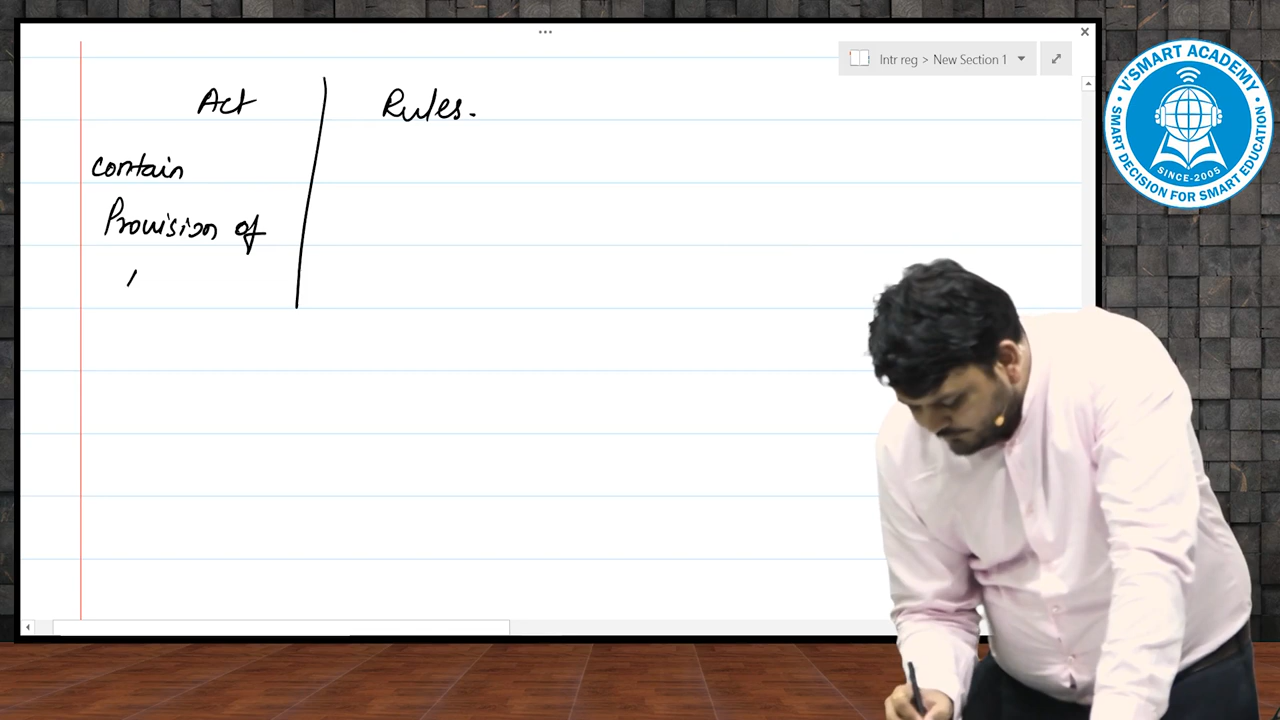 Intr reg > New Section 1
Act
Rules.
contain
Provision of
V'SMART ACADEMY
SINCE-2005
SMART DECISION FOR SMART EDUCATION